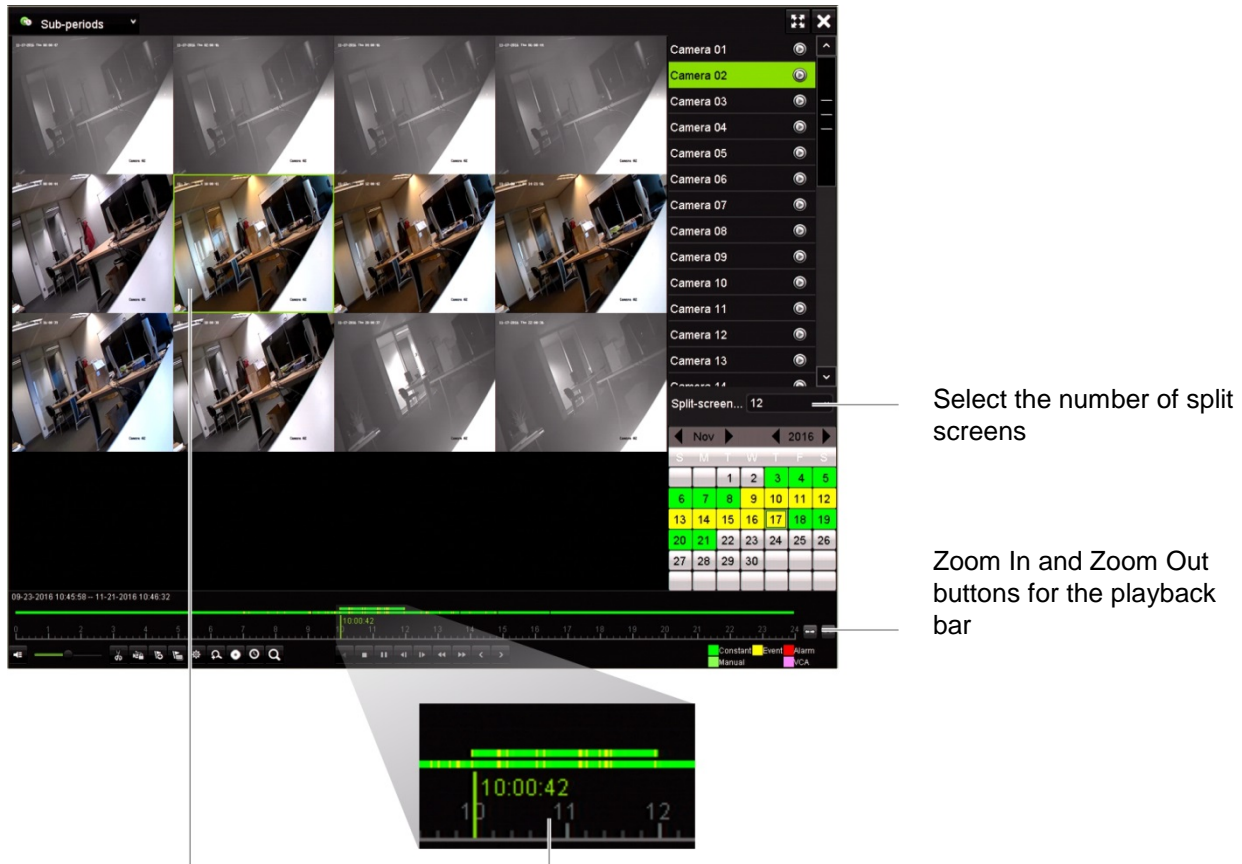 Sub-periods
Camera 01
Camera 02
Camera 03
Camera 04
Camera 05
Camera 06
Camera 07
Camera 08
Camera 09
Camera 10
Camera 11
Camera 12
Camera 13
Camera 14
Split-screen... 12
Nov 2016
S M T W T F S
1 2 3 4 5
6 7 8 9 10 11 12
13 14 15 16 17 18 19
20 21 22 23 24 25 26
27 28 29 30
Select the number of split
screens
Zoom In and Zoom Out
buttons for the playback
bar
09-23-2016 10:45:58 -- 11-21-2016 10:46:32
10:00:42
0 1 2 3 4 5 6 7 8 9 10 11 12 13 14 15 16 17 18 19 20 21 22 23 24
Constant Event Alarm
Manual VCA
10:00:42
10 11 12